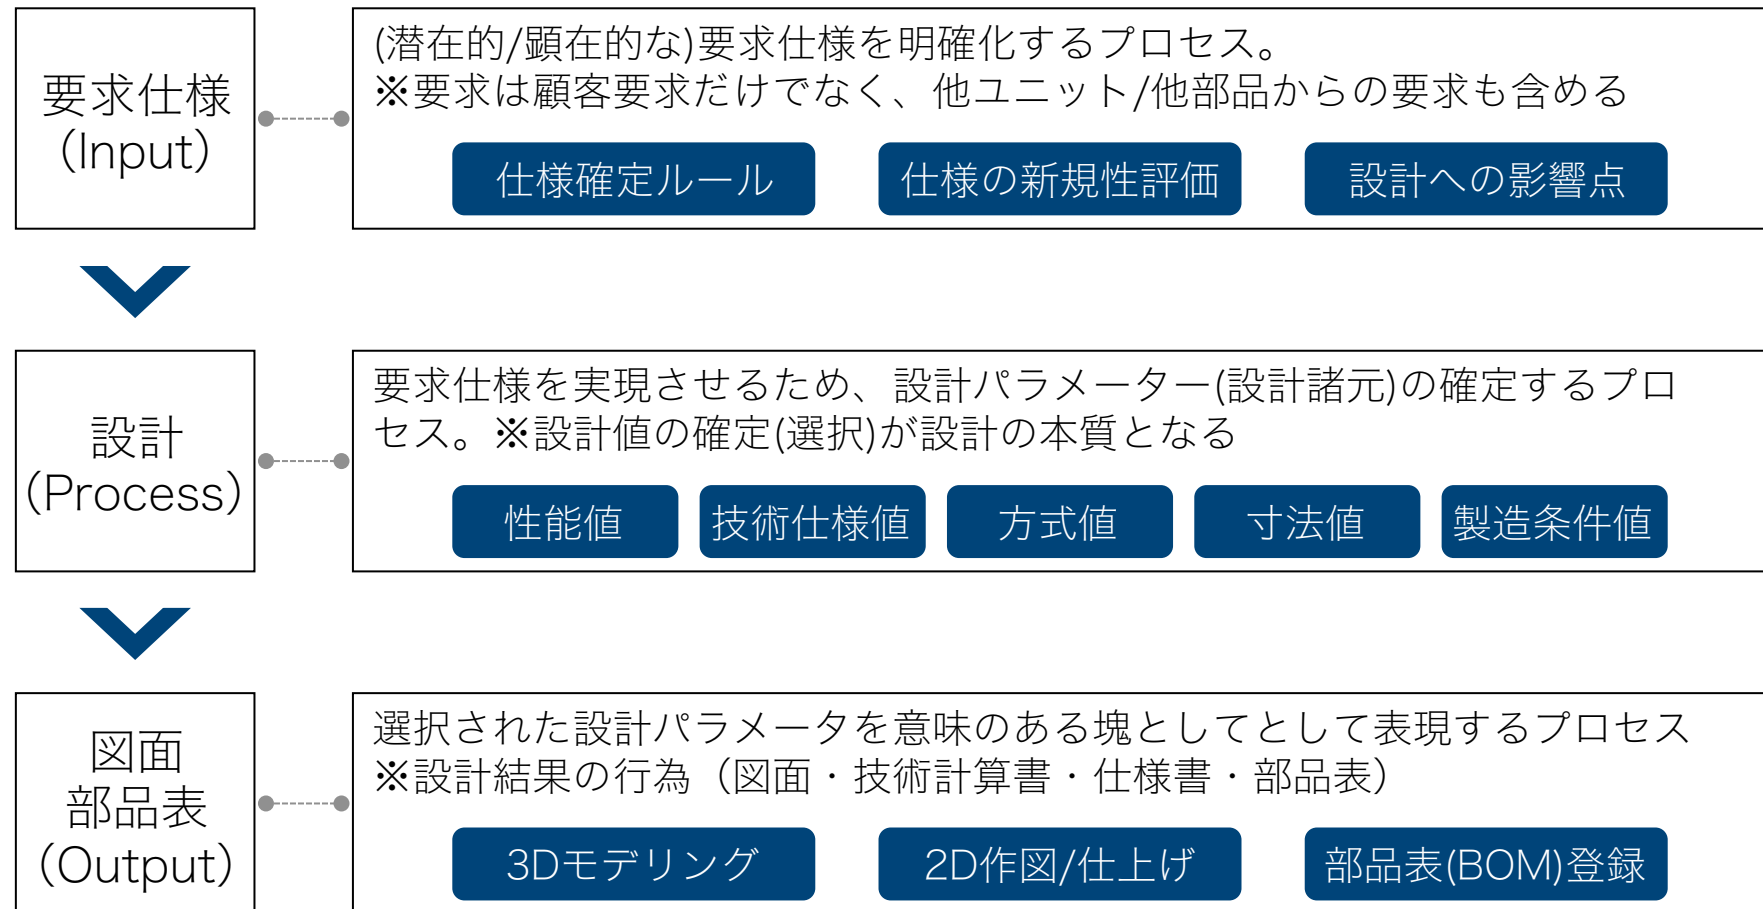 要求仕様
(Input)
(潜在的/顕在的な)要求仕様を明確化するプロセス。
※要求は顧客要求だけでなく、他ユニット/他部品からの要求も含める
仕様確定ルール
仕様の新規性評価
設計への影響点
設計
(Process)
要求仕様を実現させるため、設計パラメーター(設計諸元)の確定するプロ
セス。※設計値の確定(選択)が設計の本質となる
性能値
技術仕様値
方式値
寸法値
製造条件値
図面
部品表
(Output)
選択された設計パラメータを意味のある塊としてとして表現するプロセス
※設計結果の行為（図面・技術計算書・仕様書・部品表）
3Dモデリング
2D作図/仕上げ
部品表(BOM)登録